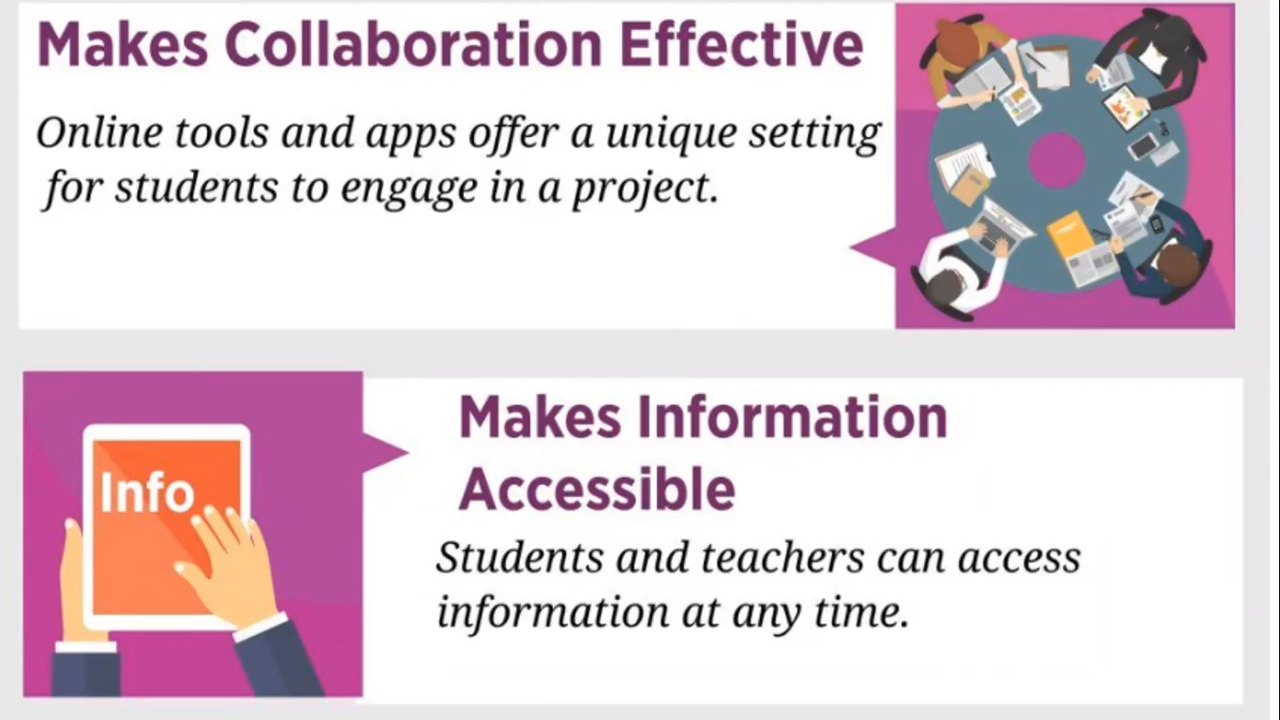 Makes Collaboration Effective
Online tools and apps offer a unique setting
for students to engage in a project.
Info
Makes Information
Accessible
Students and teachers can access
information at any time.